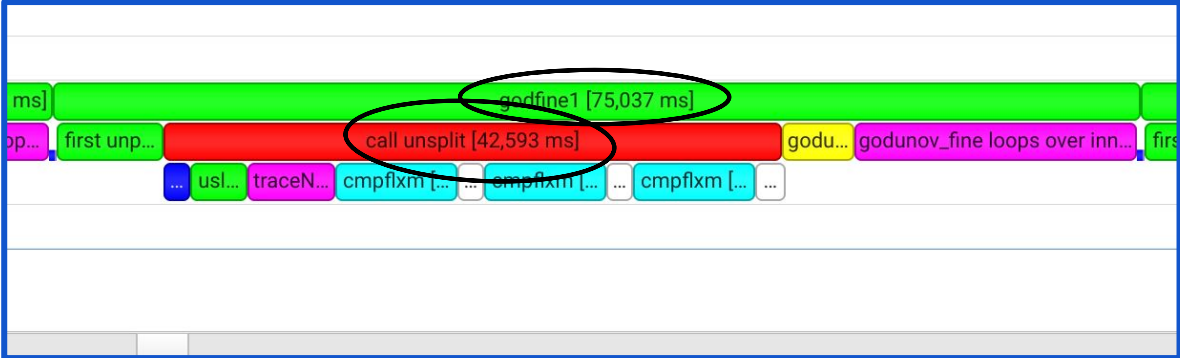 ms] godfine1 [75,037 ms]
op... first unp... call unsplit [42,593 ms] godu... godunov_fine loops over inn... firs
... usl... traceN... cmpflxm [... ... cmpflxm [... ... cmpflxm [... ...